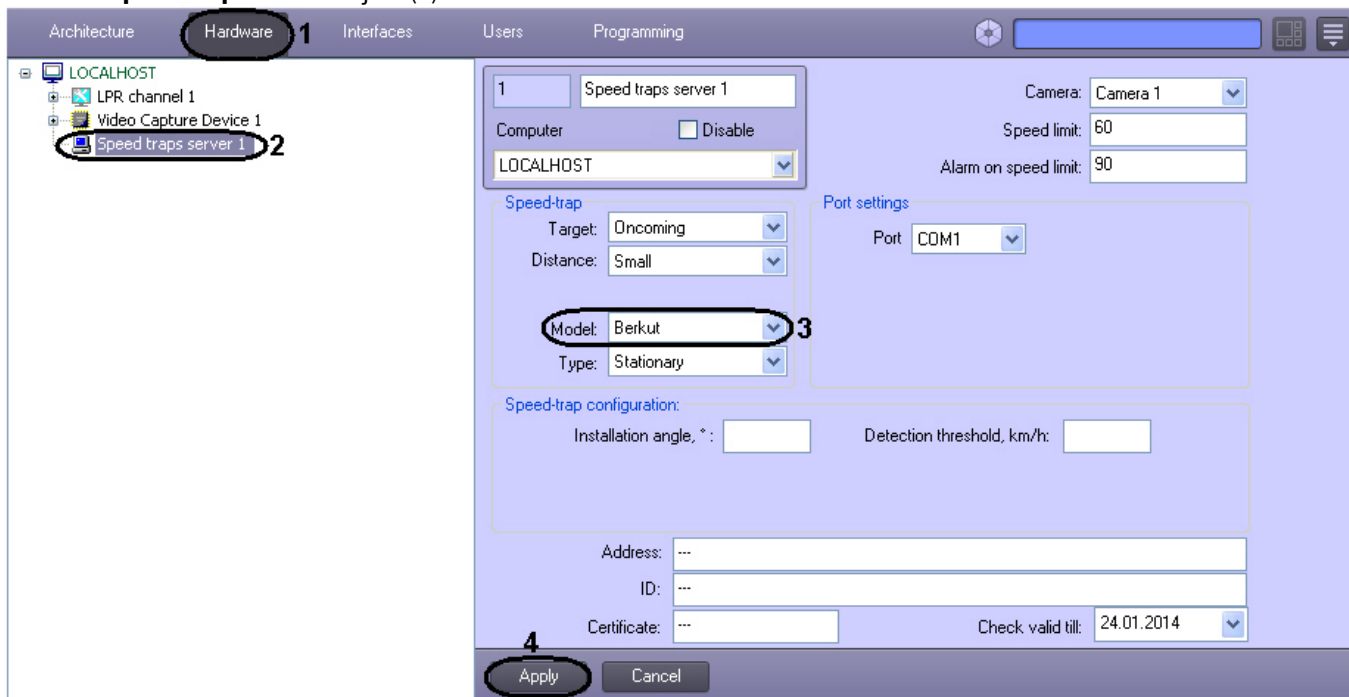 Architecture Hardware 1 Interfaces Users Programming
LOCALHOST
LPR channel 1
Video Capture Device 1
Speed traps server 1 2
1 Speed traps server 1
Computer Disable
LOCALHOST
Camera: Camera 1
Speed limit: 60
Alarm on speed limit: 90
Speed-trap
Target: Oncoming
Distance: Small
Model: Berkut 3
Type: Stationary
Port settings
Port COM1
Speed-trap configuration:
Installation angle, °: Detection threshold, km/h:
Address: ---
ID: ---
Certificate: --- Check valid till: 24.01.2014
4
Apply Cancel